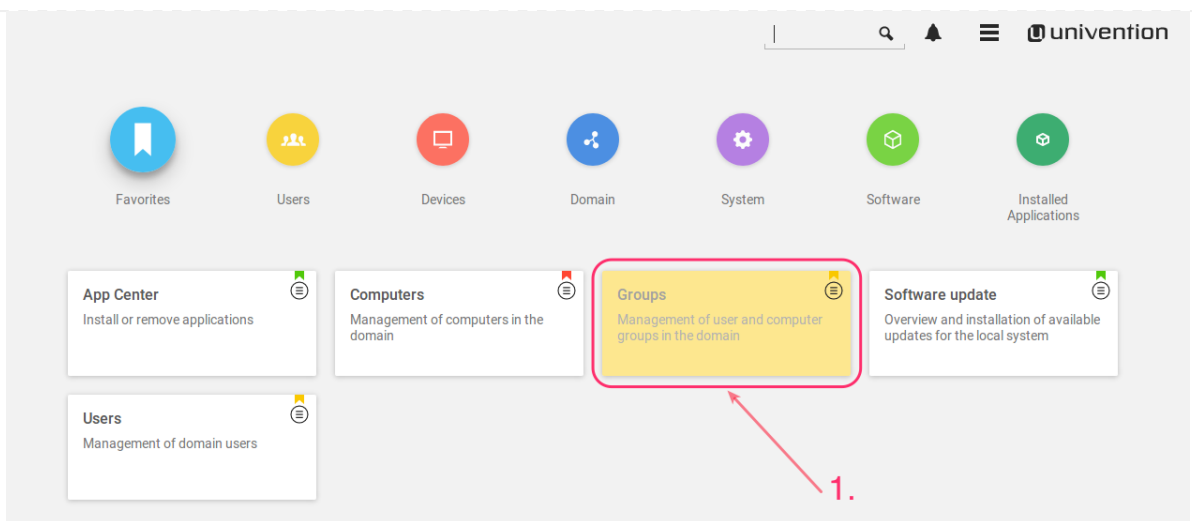 univention
Favorites
Users
Devices
Domain
System
Software
Installed
Applications
App Center
Install or remove applications
Computers
Management of computers in the
domain
Groups
Management of user and computer
groups in the domain
Software update
Overview and installation of available
updates for the local system
Users
Management of domain users
1.